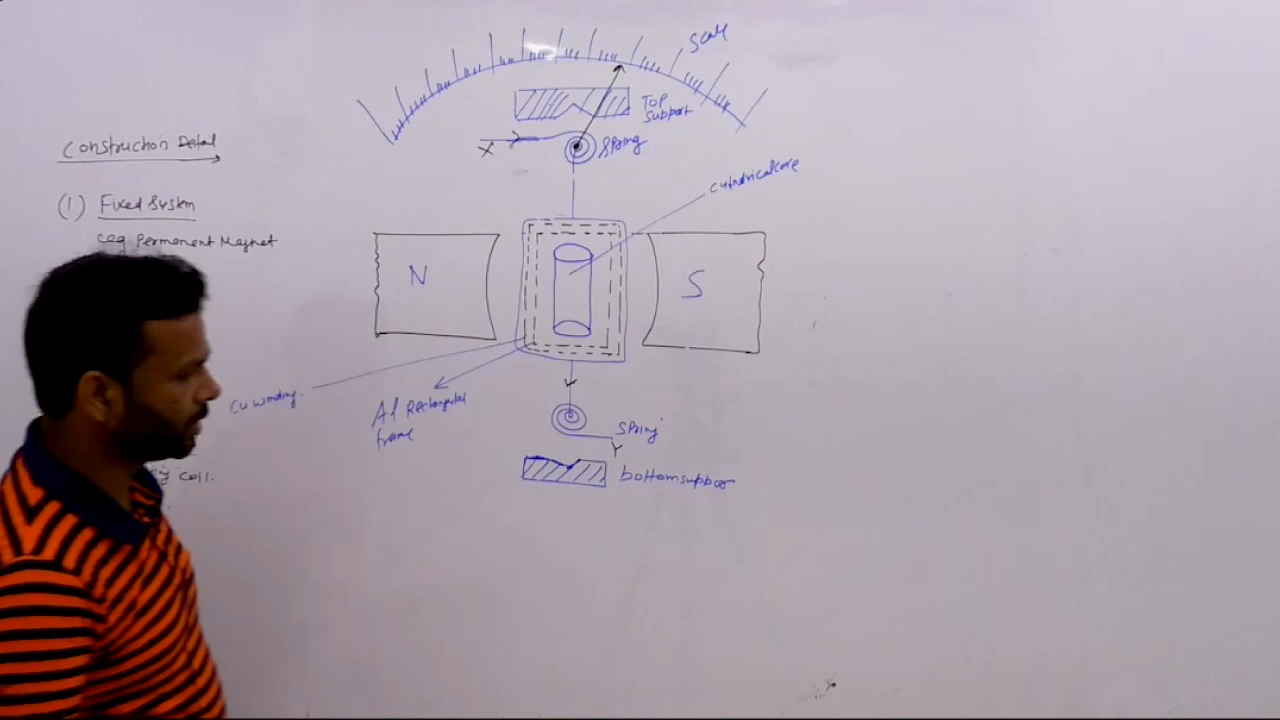 Scale
Top
Support
Spring
X
Construction Detail
cylindrical core
(1) Fixed System
Permanent Magnet
N
S
Cu winding
Al Rectangular
frame
Spring
Y
bottom suppor
coil.